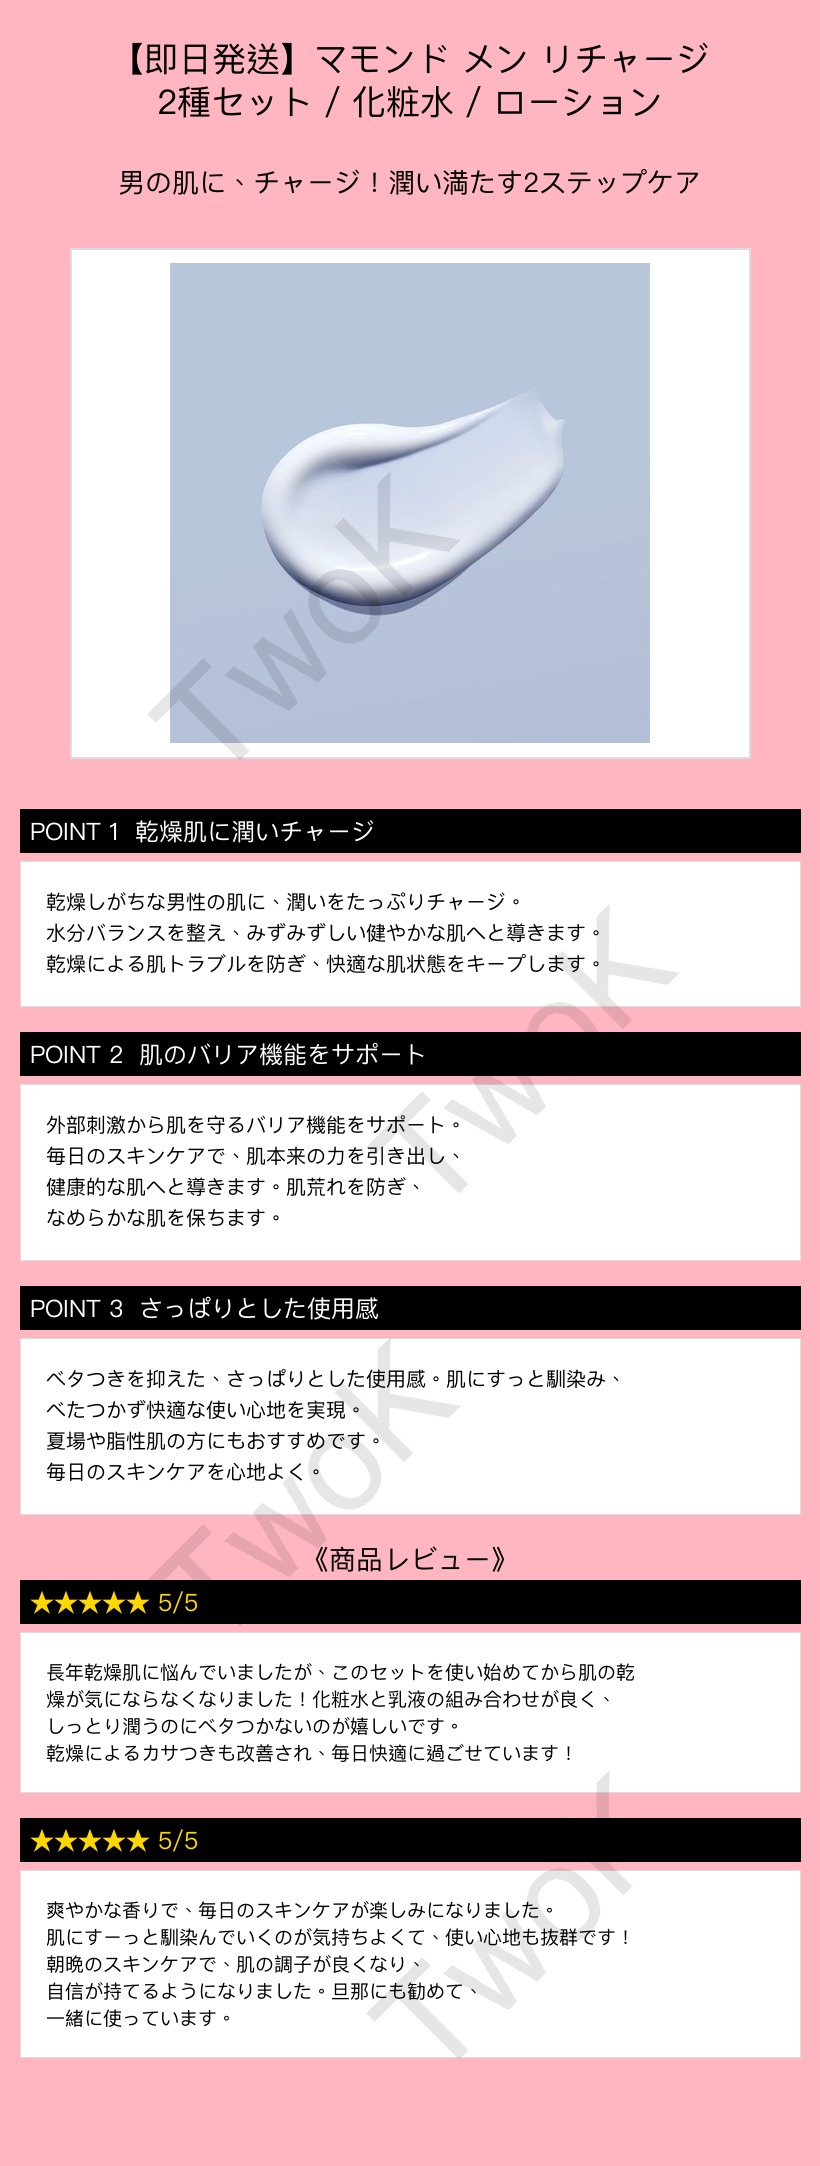 【即日発送】マモンド メン リチャージ
2種セット / 化粧水 / ローション
男の肌に、チャージ！潤い満たす2ステップケア
TwoK
POINT 1 乾燥肌に潤いチャージ
乾燥しがちな男性の肌に、潤いをたっぷりチャージ。
水分バランスを整え、みずみずしい健やかな肌へと導きます。
乾燥による肌トラブルを防ぎ、快適な肌状態をキープします。
TwoK
POINT 2 肌のバリア機能をサポート
外部刺激から肌を守るバリア機能をサポート。
毎日のスキンケアで、肌本来の力を引き出し、
健康的な肌へと導きます。肌荒れを防ぎ、
なめらかな肌を保ちます。
POINT 3 さっぱりとした使用感
ベタつきを抑えた、さっぱりとした使用感。肌にすっと馴染み、
べたつかず快適な使い心地を実現。
夏場や脂性肌の方にもおすすめです。
毎日のスキンケアを心地よく。
TwoK
《商品レビュー》
★★★★★ 5/5
長年乾燥肌に悩んでいましたが、このセットを使い始めてから肌の乾
燥が気にならなくなりました！化粧水と乳液の組み合わせが良く、
しっとり潤うのにベタつかないのが嬉しいです。
乾燥によるカサつきも改善され、毎日快適に過ごせています！
★★★★★ 5/5
爽やかな香りで、毎日のスキンケアが楽しみになりました。
肌にすーっと馴染んでいくのが気持ちよくて、使い心地も抜群です！
朝晩のスキンケアで、肌の調子が良くなり、
自信が持てるようになりました。旦那にも勧めて、
一緒に使っています。
TwoK